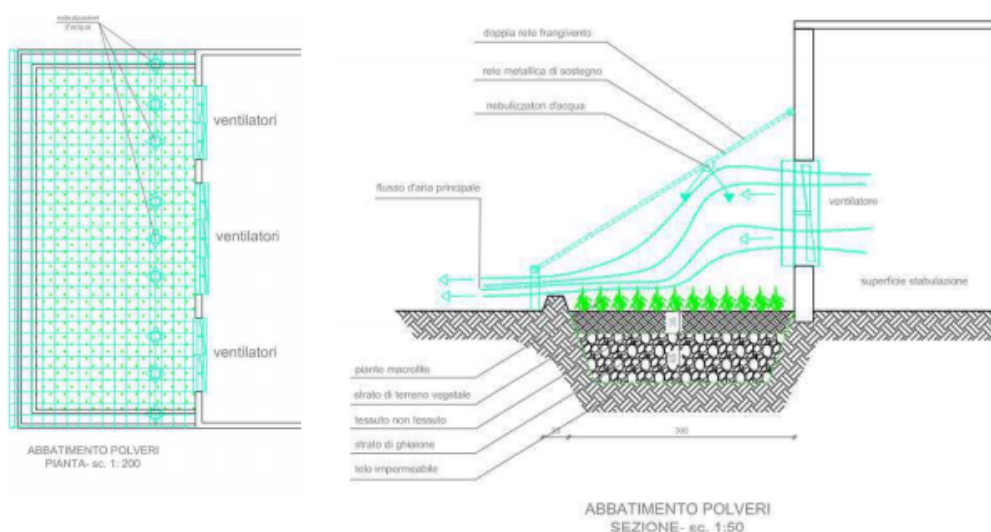 nebulizzatori
d'acqua
ventilatori
ventilatori
ventilatori
ABBATIMENTO POLVERI
PIANTA- sc. 1: 200
doppia rete frangivento
rete metallica di sostegno
nebulizzatori d'acqua
flusso d'aria principale
ventilatore
superficie stabulazione
piante macrofite
strato di terreno vegetale
tessuto non tessuto
strato di ghiaione
telo impermeabile
300
ABBATIMENTO POLVERI
SEZIONE- sc. 1:50